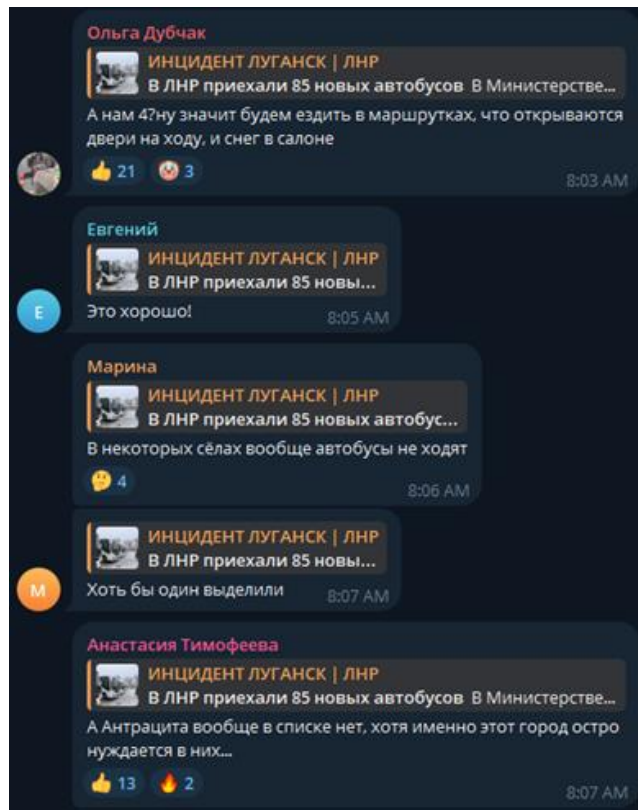 Ольга Дубчак
ИНЦИДЕНТ ЛУГАНСК | ЛНР
В ЛНР приехали 85 новых автобусов В Министерстве...
А нам 4?ну значит будем ездить в маршрутках, что открываются
двери на ходу, и снег в салоне
21 3
8:03 AM
Евгений
ИНЦИДЕНТ ЛУГАНСК | ЛНР
В ЛНР приехали 85 новы...
Е
Это хорошо!
8:05 AM
Марина
ИНЦИДЕНТ ЛУГАНСК | ЛНР
В ЛНР приехали 85 новых автобус...
В некоторых сёлах вообще автобусы не ходят
4
8:06 AM
ИНЦИДЕНТ ЛУГАНСК | ЛНР
В ЛНР приехали 85 новы...
М
Хоть бы один выделили
8:07 AM
Анастасия Тимофеева
ИНЦИДЕНТ ЛУГАНСК | ЛНР
В ЛНР приехали 85 новых автобусов В Министерстве...
А Антрацита вообще в списке нет, хотя именно этот город остро
нуждается в них...
13 2
8:07 AM